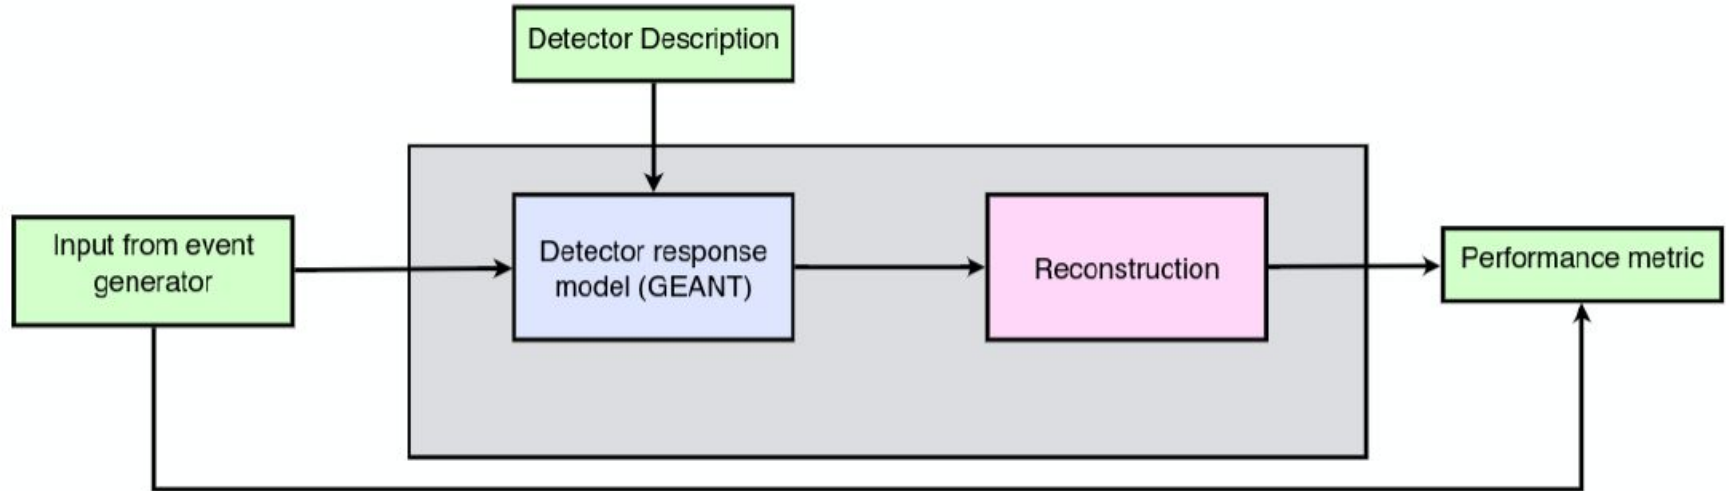 Detector Description
Input from event
generator
Detector response
model (GEANT)
Reconstruction
Performance metric